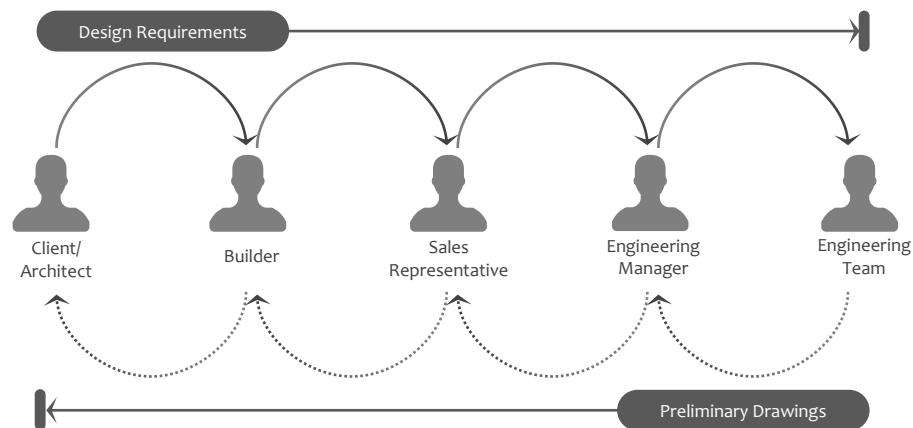 Design Requirements
Client/
Architect
Builder
Sales
Representative
Engineering
Manager
Engineering
Team
Preliminary Drawings